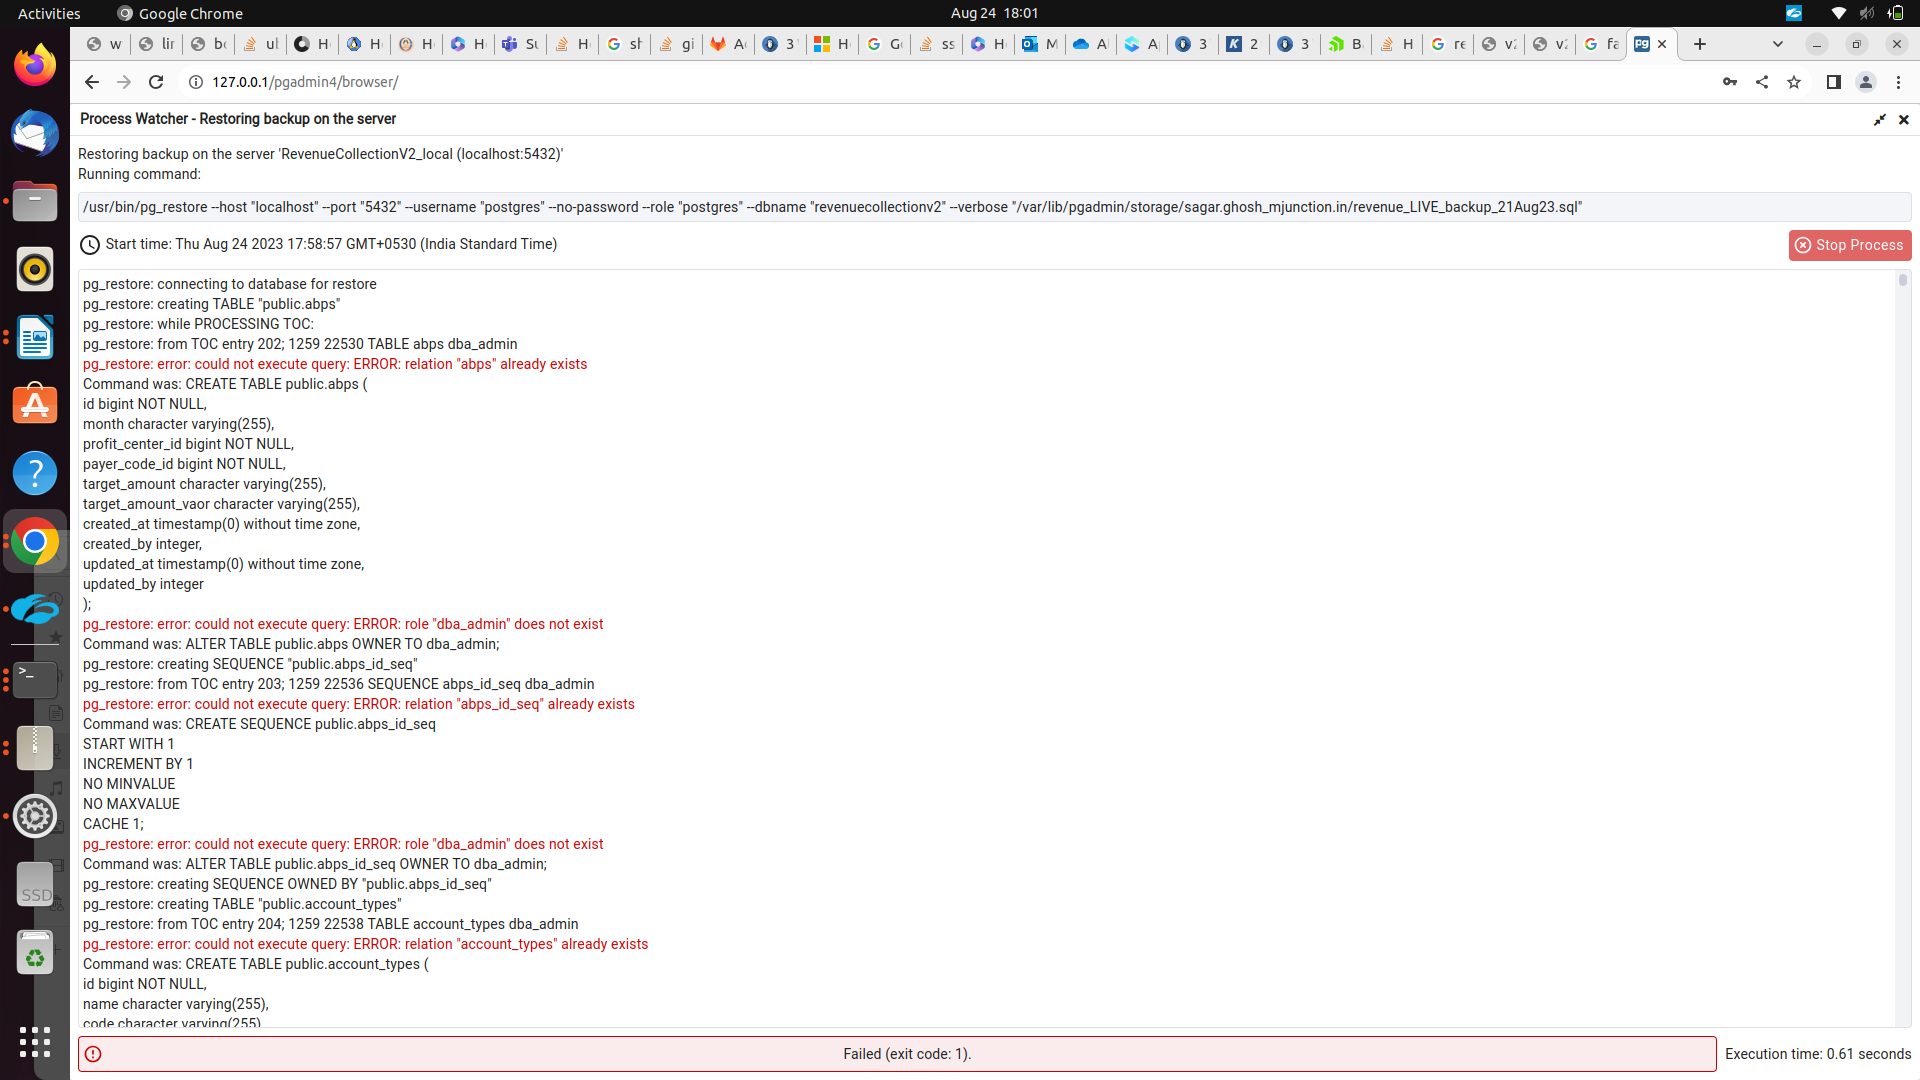 Activities
Google Chrome
Aug 24 18:01
w
lir
be
ul
H
H
H
H
Su
H
sh
gi
A
3
H
G
ss
H
M
A
A
3
K
2
3
B
H
re
v
v
fa
pg
127.0.0.1/pgadmin4/browser/
Process Watcher - Restoring backup on the server
Restoring backup on the server 'RevenueCollectionV2_local (localhost:5432)'
Running command:
/usr/bin/pg_restore --host "localhost" --port "5432" --username "postgres" --no-password --role "postgres" --dbname "revenuecollectionv2" --verbose "/var/lib/pgadmin/storage/sagar.ghosh_mjunction.in/revenue_LIVE_backup_21Aug23.sql"
Start time: Thu Aug 24 2023 17:58:57 GMT+0530 (India Standard Time)
Stop Process
pg_restore: connecting to database for restore
pg_restore: creating TABLE "public.abps"
pg_restore: while PROCESSING TOC:
pg_restore: from TOC entry 202; 1259 22530 TABLE abps dba_admin
pg_restore: error: could not execute query: ERROR: relation "abps" already exists
Command was: CREATE TABLE public.abps (
id bigint NOT NULL,
month character varying(255),
profit_center_id bigint NOT NULL,
payer_code_id bigint NOT NULL,
target_amount character varying(255),
target_amount_vaor character varying(255),
created_at timestamp(0) without time zone,
created_by integer,
updated_at timestamp(0) without time zone,
updated_by integer
);
pg_restore: error: could not execute query: ERROR: role "dba_admin" does not exist
Command was: ALTER TABLE public.abps OWNER TO dba_admin;
pg_restore: creating SEQUENCE "public.abps_id_seq"
pg_restore: from TOC entry 203; 1259 22536 SEQUENCE abps_id_seq dba_admin
pg_restore: error: could not execute query: ERROR: relation "abps_id_seq" already exists
Command was: CREATE SEQUENCE public.abps_id_seq
START WITH 1
INCREMENT BY 1
NO MINVALUE
NO MAXVALUE
CACHE 1;
pg_restore: error: could not execute query: ERROR: role "dba_admin" does not exist
Command was: ALTER TABLE public.abps_id_seq OWNER TO dba_admin;
pg_restore: creating SEQUENCE OWNED BY "public.abps_id_seq"
pg_restore: creating TABLE "public.account_types"
pg_restore: from TOC entry 204; 1259 22538 TABLE account_types dba_admin
pg_restore: error: could not execute query: ERROR: relation "account_types" already exists
Command was: CREATE TABLE public.account_types (
id bigint NOT NULL,
name character varying(255),
code character varying(255)
SSD
Failed (exit code: 1).
Execution time: 0.61 seconds